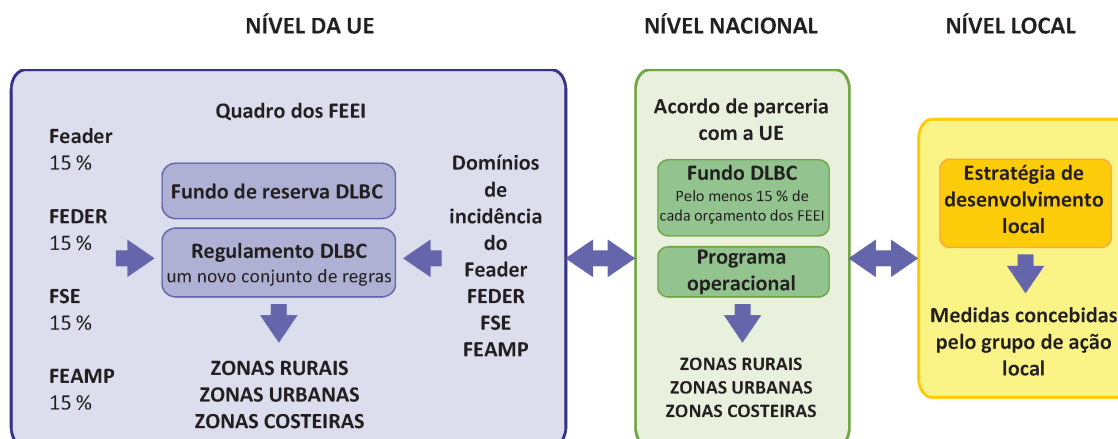 NÍVEL DA UE
NÍVEL NACIONAL
NÍVEL LOCAL
Quadro dos FEEI
Feader
15 %
FEDER
15 %
FSE
15 %
FEAMP
15 %
Fundo de reserva DLBC
Regulamento DLBC
um novo conjunto de regras
ZONAS RURAIS
ZONAS URBANAS
ZONAS COSTEIRAS
Domínios
de
incidência
do
Feader
FEDER
FSE
FEAMP
Acordo de parceria
com a UE
Fundo DLBC
Pelo menos 15 % de
cada orçamento dos FEEI
Programa
operacional
ZONAS RURAIS
ZONAS URBANAS
ZONAS COSTEIRAS
Estratégia de
desenvolvimento
local
Medidas concebidas
pelo grupo de ação
local